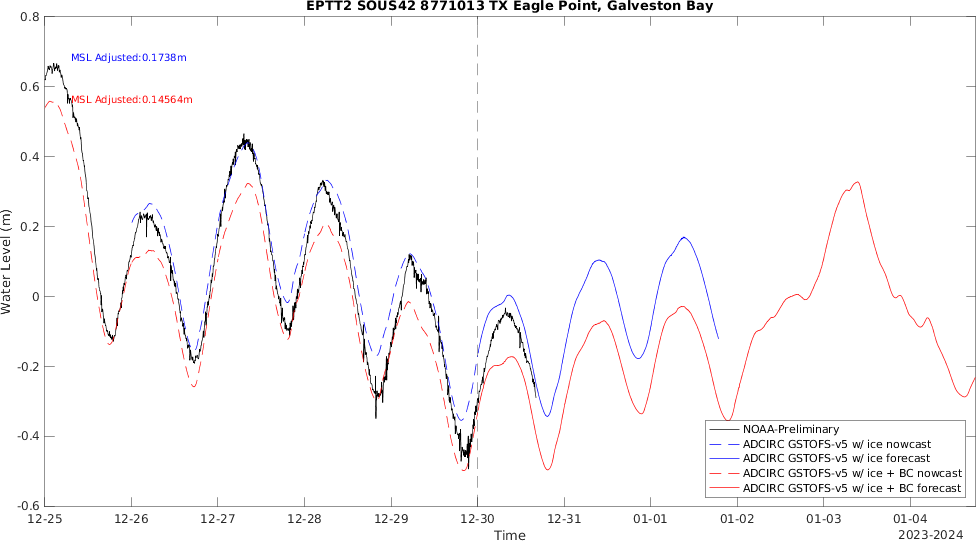 EPTT2 SOUS42 8771013 TX Eagle Point, Galveston Bay
0.8
0.6
0.4
0.2
0
-0.2
-0.4
-0.6
Water Level (m)
MSL Adjusted:0.1738m
MSL Adjusted:0.14564m
NOAA-Preliminary
ADCIRC GSTOFS-v5 w/ ice nowcast
ADCIRC GSTOFS-v5 w/ ice forecast
ADCIRC GSTOFS-v5 w/ ice + BC nowcast
ADCIRC GSTOFS-v5 w/ ice + BC forecast
12-25 12-26 12-27 12-28 12-29 12-30 12-31 01-01 01-02 01-03 01-04
Time
2023-2024